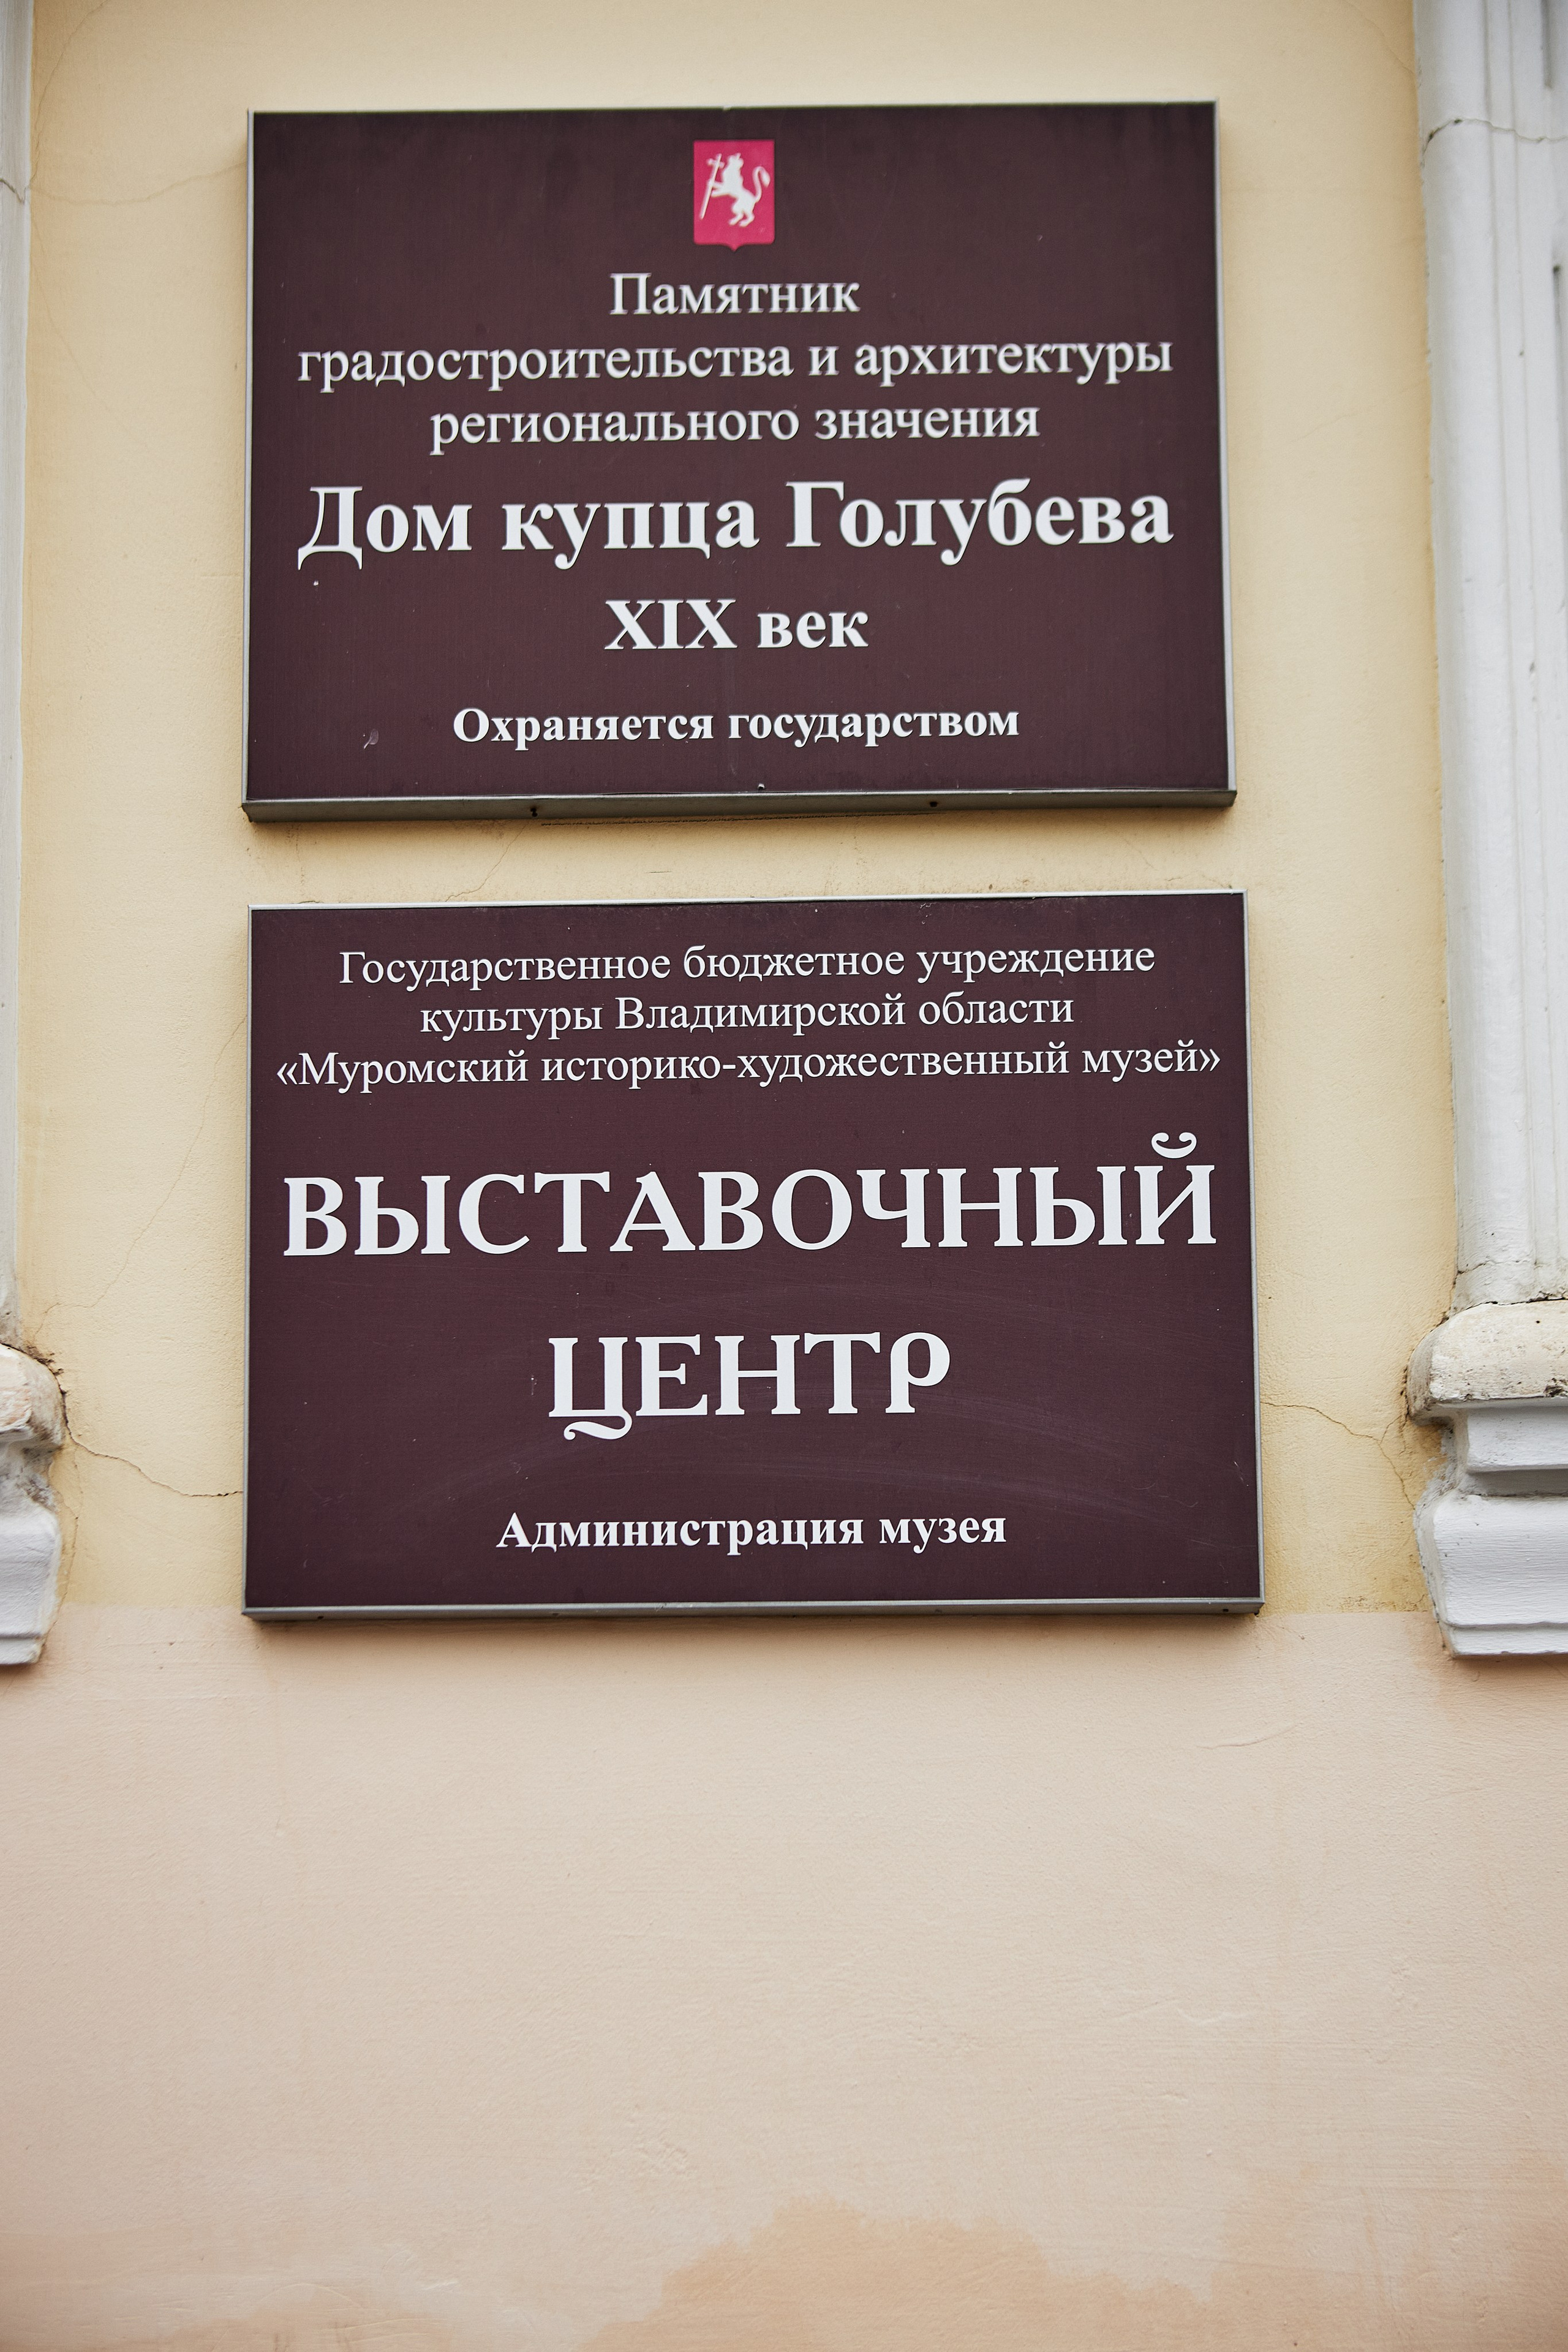 Памятник
градостроительства и архитектуры
регионального значения
Дом купца Голубева
XIX век
Охраняется государством
Государственное бюджетное учреждение
культуры Владимирской области
«Муромский историко-художественный музей»
ВЫСТАВОЧНЫЙ
ЦЕНТР
Администрация музея